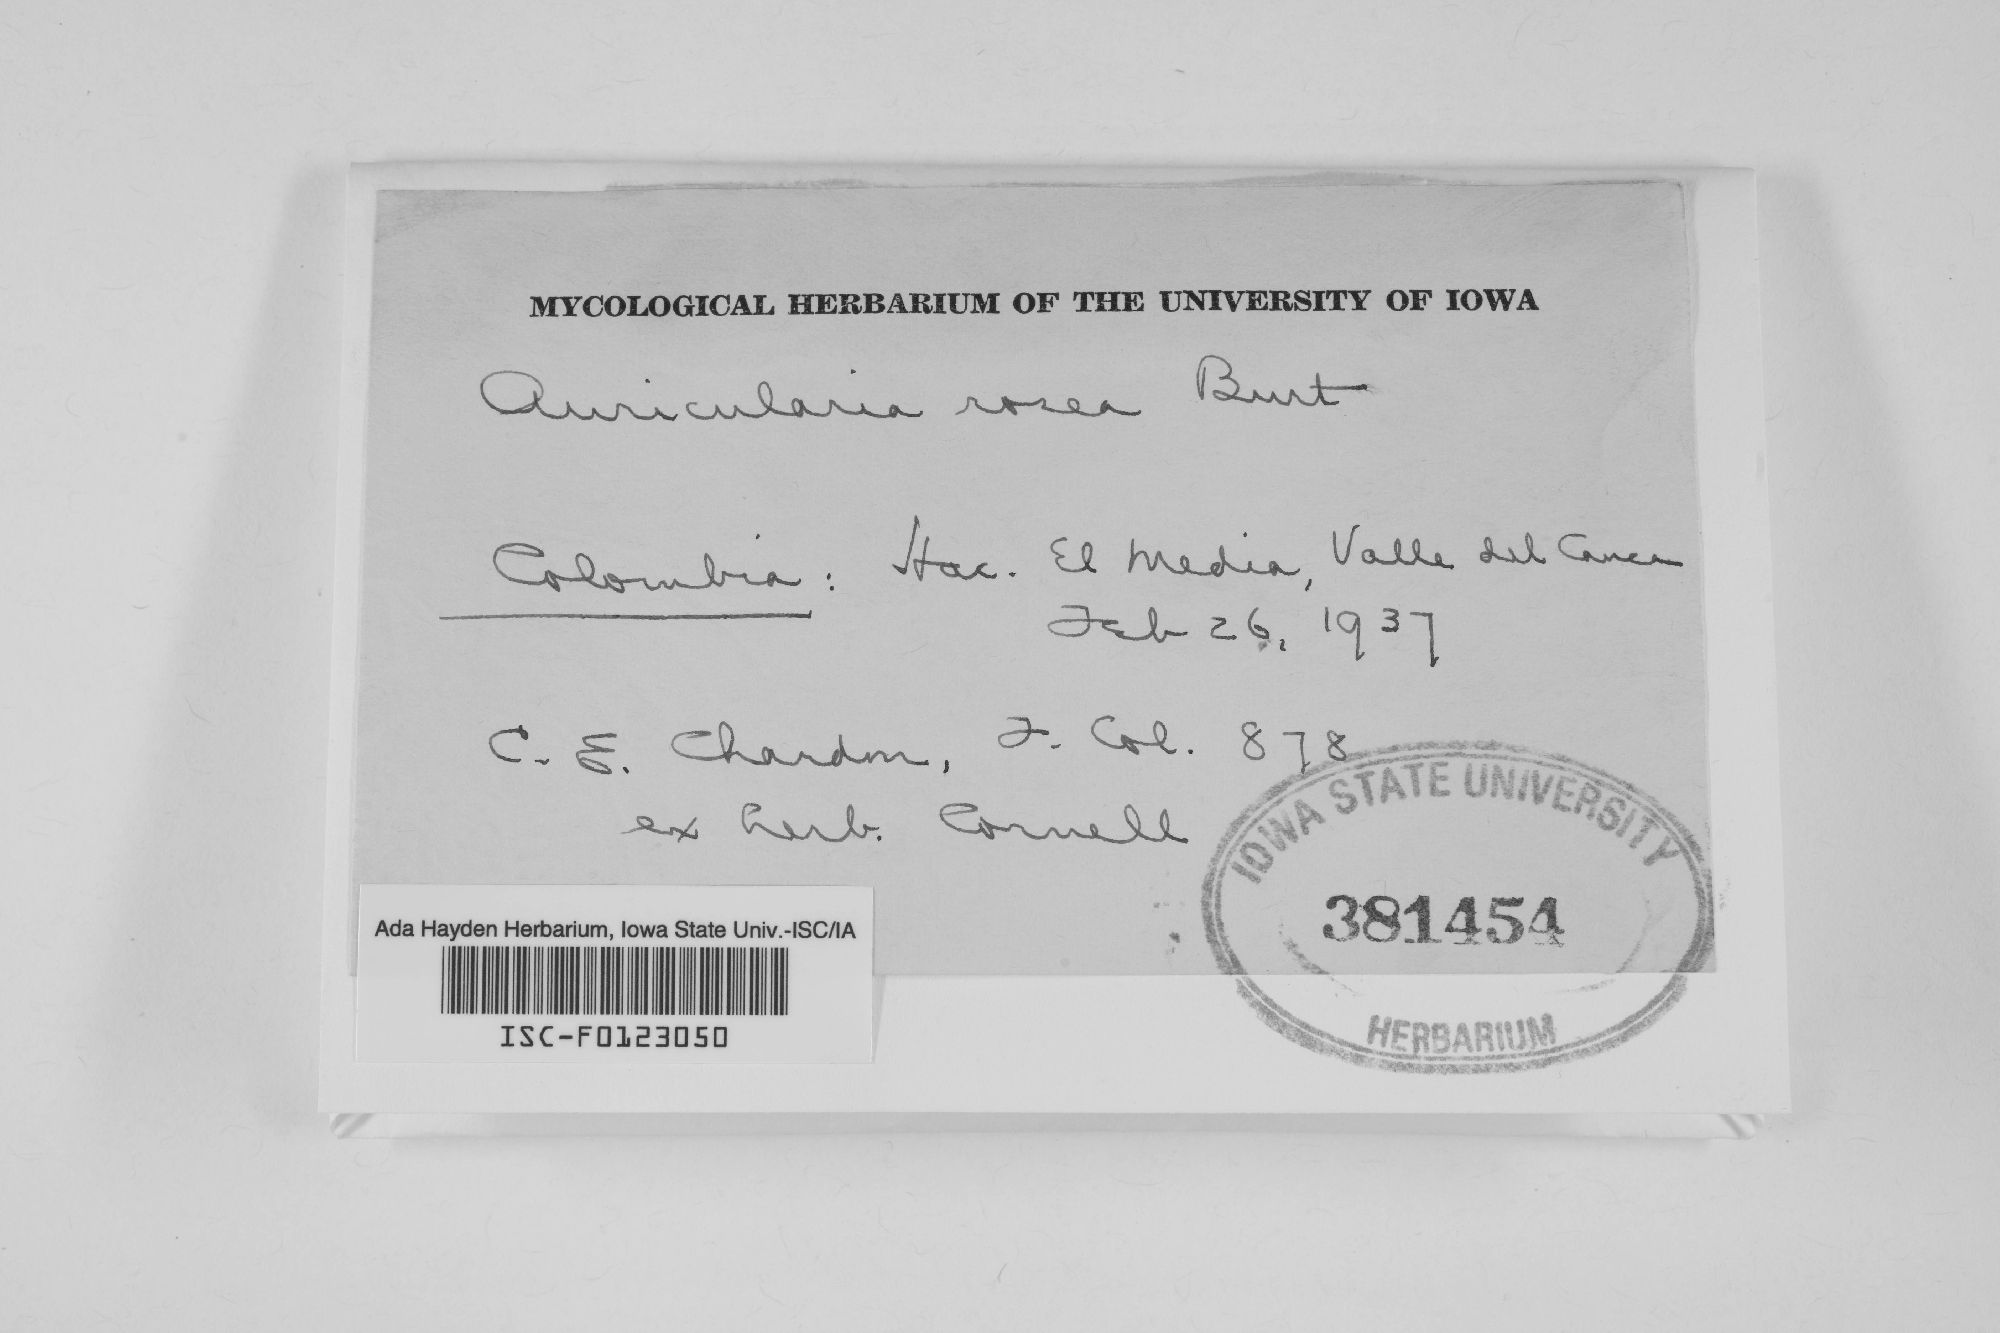 MYCOLOGICAL HERBARIUM OF THE UNIVERSITY OF IOWA
Auricularia rosea Burt
Colombia: Hac. El Media, Valle del Cauca
Feb 26, 1937
C. E. Chardon, F. Col. 878
ex herb. Cornell
IOWA STATE UNIVERSITY
381454
HERBARIUM
Ada Hayden Herbarium, Iowa State Univ.-ISC/IA
ISC-F0123050